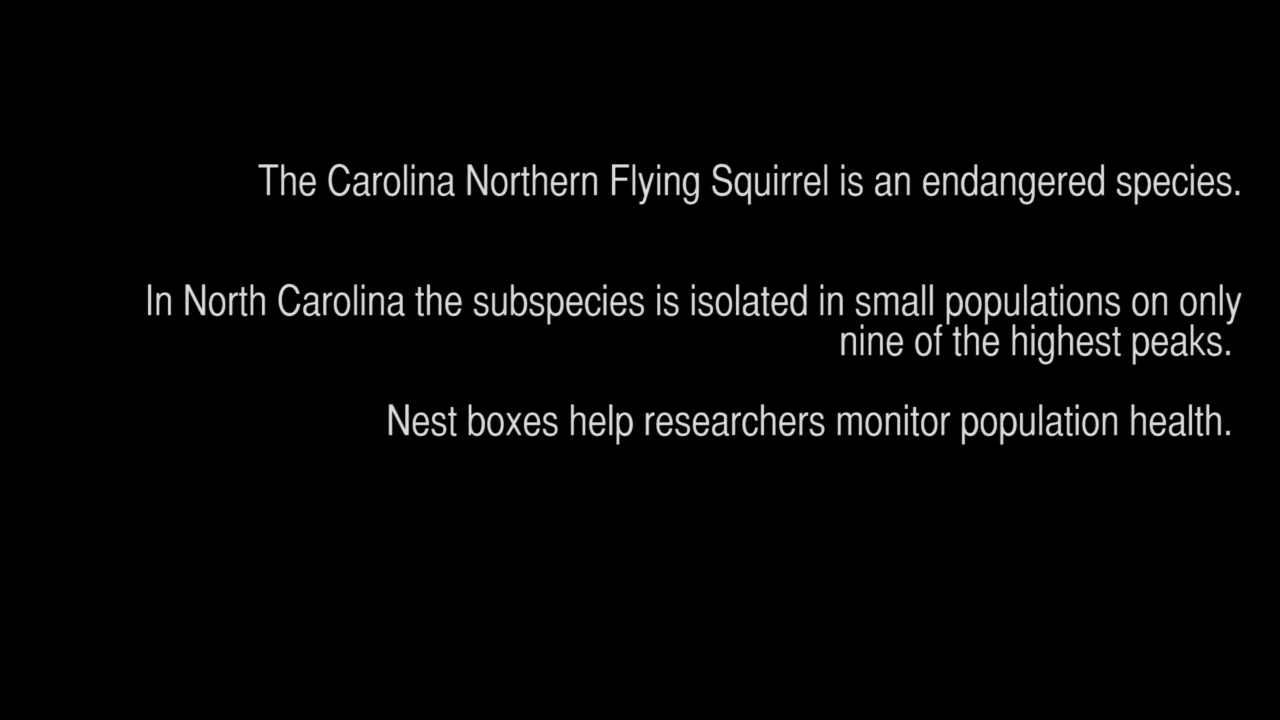 The Carolina Northern Flying Squirrel is an endangered species.
In North Carolina the subspecies is isolated in small populations on only
nine of the highest peaks.
Nest boxes help researchers monitor population health.